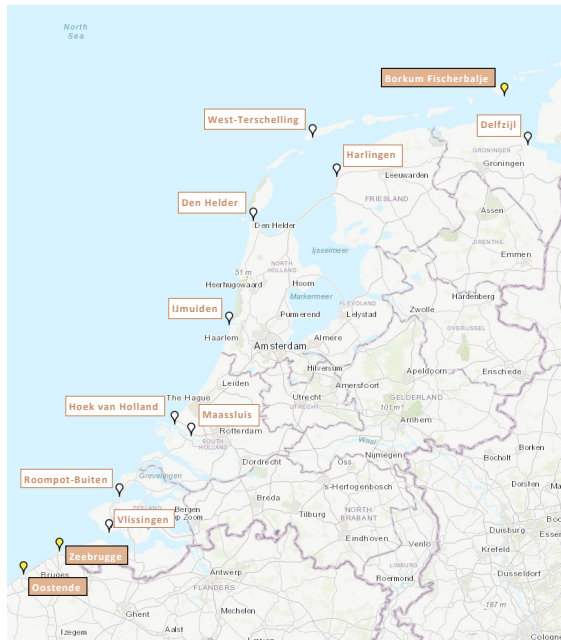 North
Sea
Borkum Fischerbalje
West-Terschelling
Delfzijl
GRONINGEN
Groningen
Harlingen
Leeuwarden
FRIESLAND
Den Helder
Den Helder
Assen
DRENTHE
Emmen
Ijsselmeer
NORTH
HOLLAND
51 m
Heerhugowaard
Hoorn
Markermeer
FLEVOLAND
Hardenberg
IJmuiden
Purmerend
Lelystad
Zwolle
OVERIJSSEL
Haarlem
Amsterdam
Almere
Hilversum
Enschede
Apeldoorn
Leiden
Amersfoort
Utrecht
UTRECHT
GELDERLAND
101 m
The Hague
Hoek van Holland
Maassluis
Arnhem
Rotterdam
SOUTH
HOLLAND
Waal
Borken
Nijmegen
Bocholt
Dordrecht
Oss
Grevelingen
Roompot-Buiten
's-Hertogenbosch
Dorsten
Breda
ZEELAND
Bergen
op Zoom
Tilburg
NORTH
BRABANT
Vlissingen
Duisburg
Eindhoven
Venlo
Krefeld
Zeebrugge
LIMBURG
Bruges
Oostende
Antwerp
Roermond
Düsseldorf
FLANDERS
Ghent
Mechelen
187 m
Izegem
Aalst
Cologne